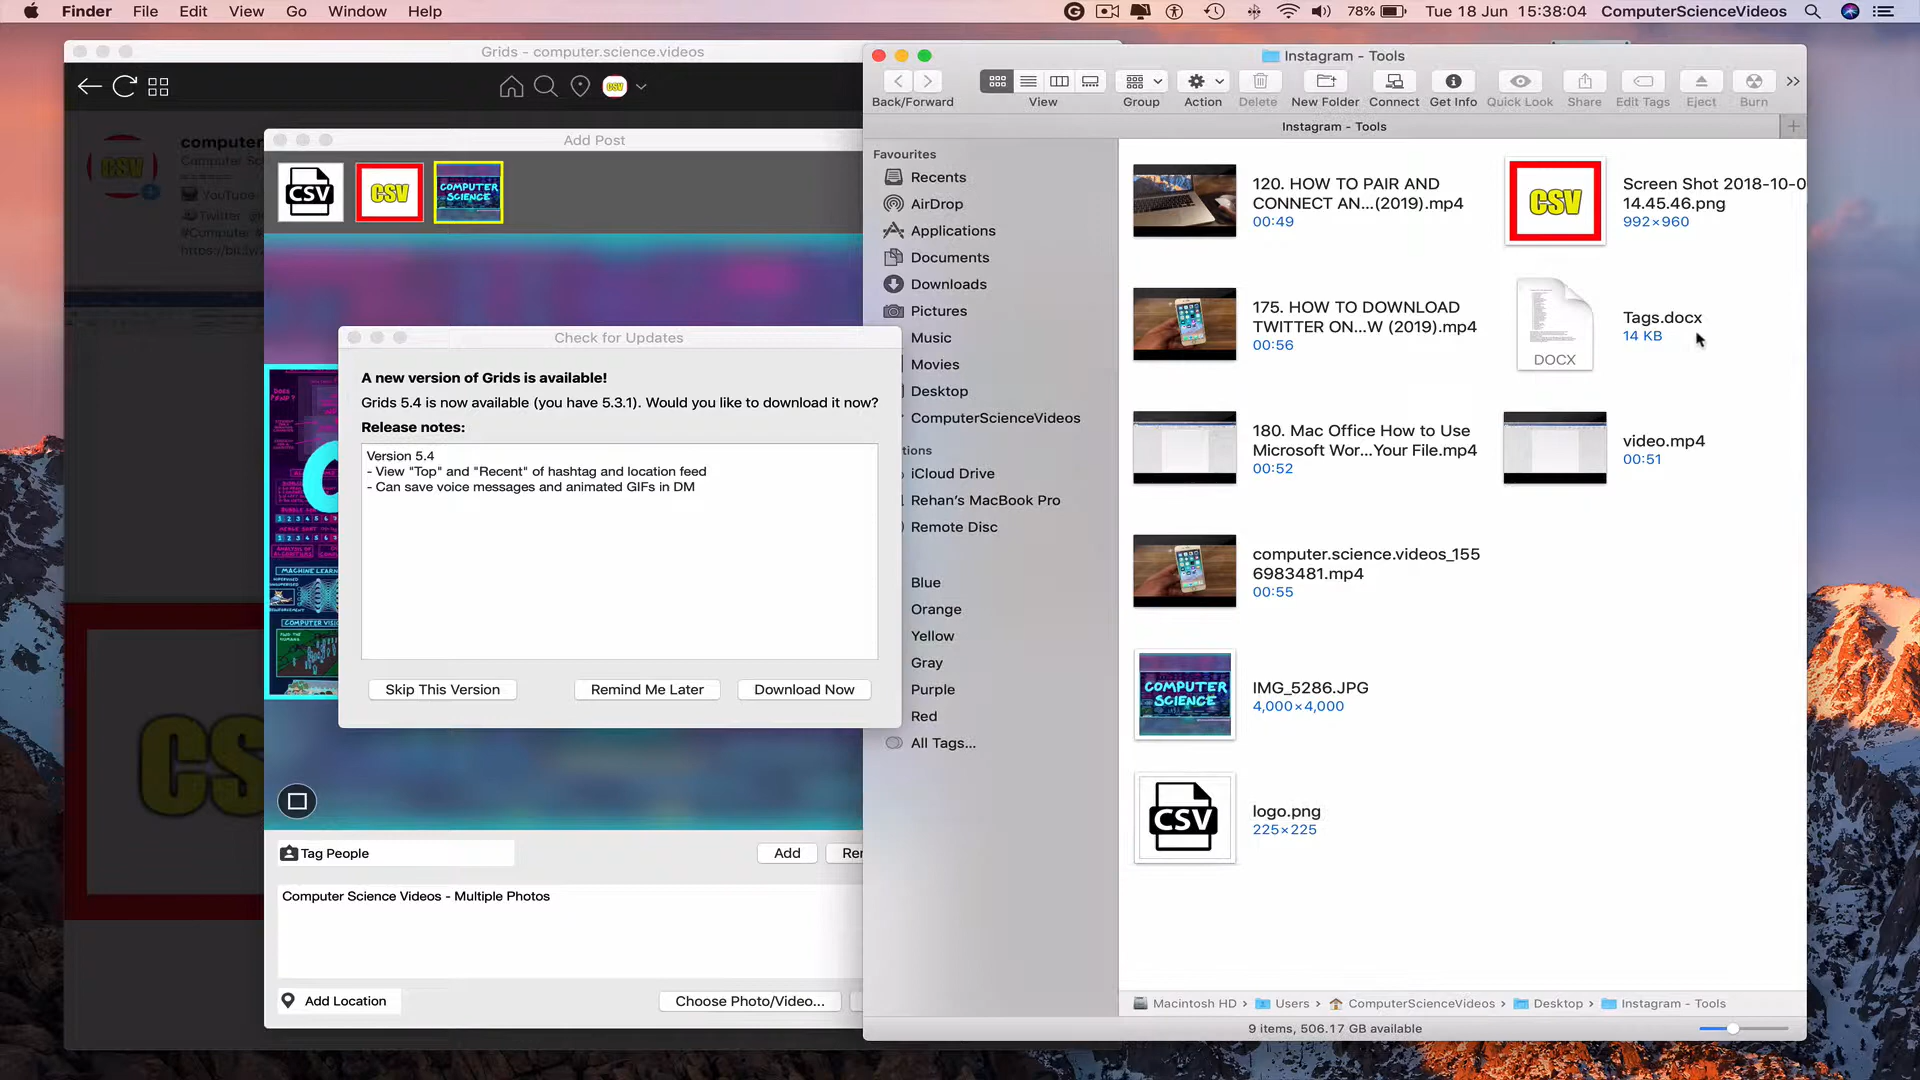 Finder File Edit View Go Window Help
78% Tue 18 Jun 15:38:04 ComputerScienceVideos
Grids - computer.science.videos
CSV
Add Post
CSV
CSV
COMPUTER
SCIENCE
YouTube
Check for Updates
A new version of Grids is available!
Grids 5.4 is now available (you have 5.3.1). Would you like to download it now?
Release notes:
Version 5.4
- View "Top" and "Recent" of hashtag and location feed
- Can save voice messages and animated GIFs in DM
Skip This Version
Remind Me Later
Download Now
MACHINE LEARN
COMPUTER VISI
CS
Tag People
Add
Computer Science Videos - Multiple Photos
Add Location
Choose Photo/Video...
Instagram - Tools
Back/Forward
View
Group
Action
Delete
New Folder
Connect
Get Info
Quick Look
Share
Edit Tags
Eject
Burn
Instagram - Tools
Favourites
Recents
AirDrop
Applications
Documents
Downloads
Pictures
Music
Movies
Desktop
ComputerScienceVideos
tions
iCloud Drive
Rehan's MacBook Pro
Remote Disc
Blue
Orange
Yellow
Gray
Purple
Red
All Tags...
120. HOW TO PAIR AND
CONNECT AN...(2019).mp4
00:49
175. HOW TO DOWNLOAD
TWITTER ON...W (2019).mp4
00:56
180. Mac Office How to Use
Microsoft Wor...Your File.mp4
00:52
computer.science.videos_155
6983481.mp4
00:55
COMPUTER
SCIENCE
IMG_5286.JPG
4,000×4,000
CSV
logo.png
225×225
CSV
Screen Shot 2018-10-0
14.45.46.png
992×960
DOCX
Tags.docx
14 KB
video.mp4
00:51
Macintosh HD › Users › ComputerScienceVideos › Desktop › Instagram - Tools
9 items, 506.17 GB available